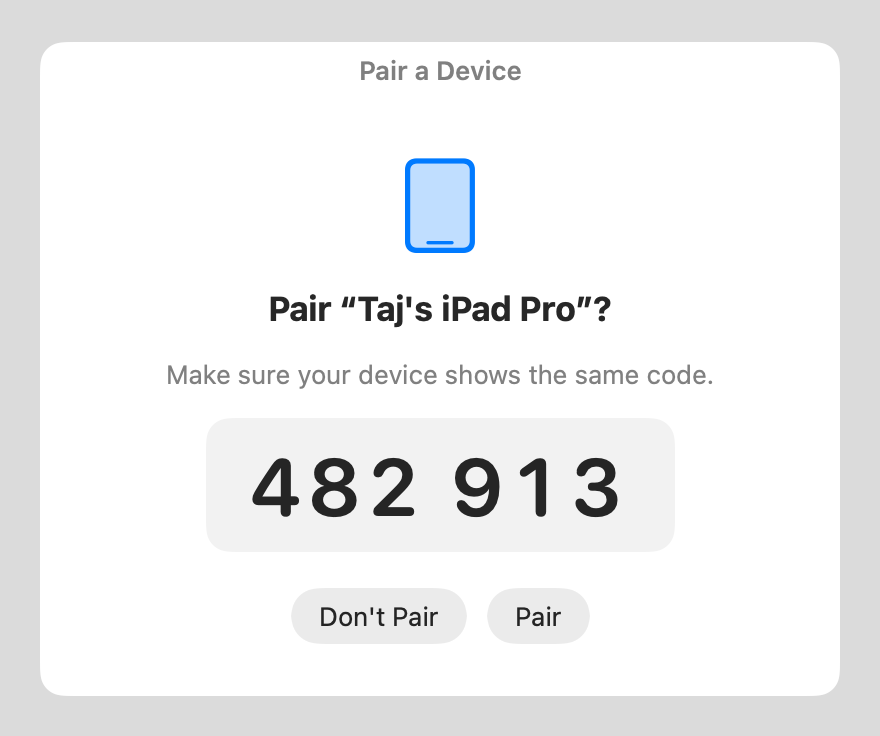 Pair a Device
Pair “Taj's iPad Pro”?
Make sure your device shows the same code.
482 913
Don't Pair
Pair